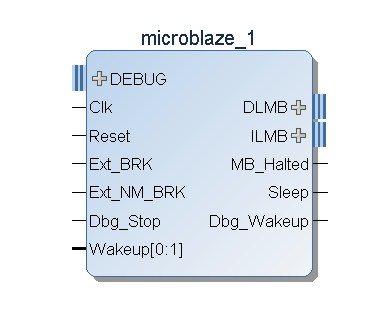 microblaze_1
DEBUG
Clk
DLMB
Reset
ILMB
Ext_BRK
MB_Halted
Ext_NM_BRK
Sleep
Dbg_Stop
Dbg_Wakeup
Wakeup[0:1]